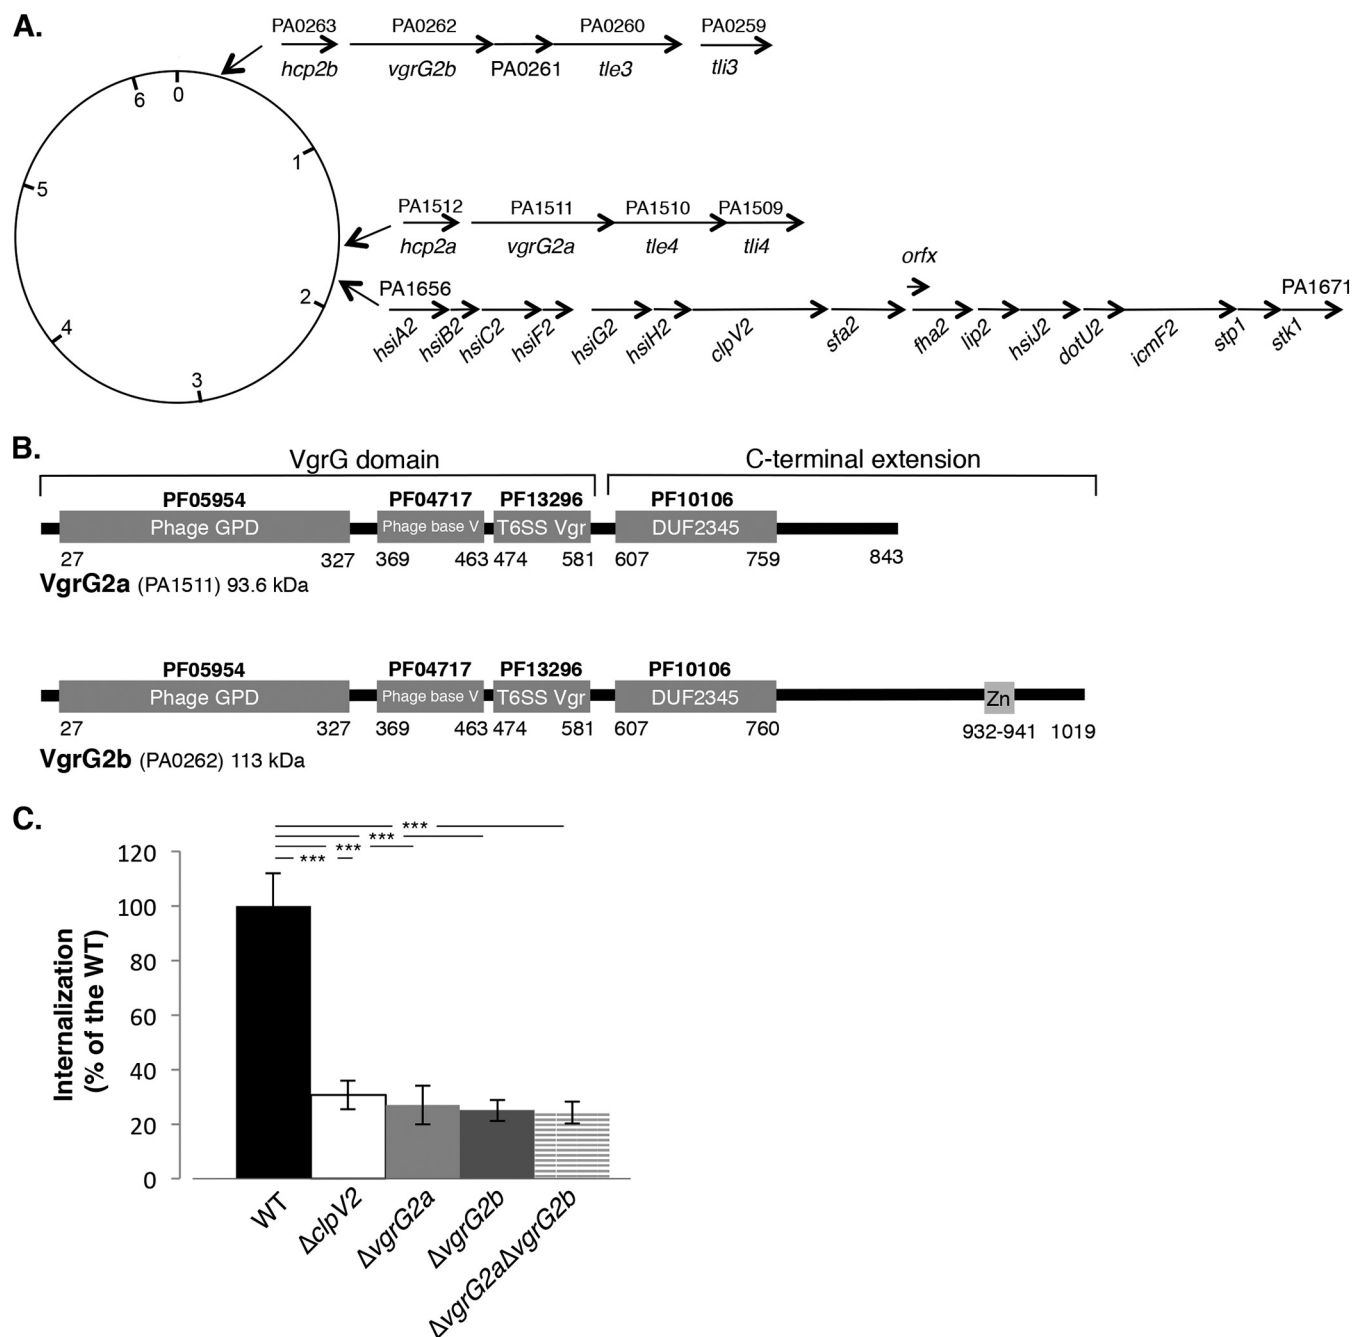 A.
PA0263 PA0262 PA0260 PA0259
hcp2b vgrG2b PA0261 tle3 tli3
0
1
2
3
4
5
6
PA1512 PA1511 PA1510 PA1509
hcp2a vgrG2a tle4 tli4
orfx
PA1656 PA1671
hsiA2 hsiB2 hsiC2 hsiF2 hsiG2 hsiH2 clpV2 sfa2 fha2 lip2 hsiJ2 dotU2 icmF2 stp1 stk1
B.
VgrG domain C-terminal extension
PF05954 PF04717 PF13296 PF10106
Phage GPD Phage base V T6SS Vgr DUF2345
27 327 369 463 474 581 607 759 843
VgrG2a (PA1511) 93.6 kDa
PF05954 PF04717 PF13296 PF10106
Phage GPD Phage base V T6SS Vgr DUF2345 Zn
27 327 369 463 474 581 607 760 932-941 1019
VgrG2b (PA0262) 113 kDa
C.
***
***
***
***
Internalization
(% of the WT)
120
100
80
60
40
20
0
WT ΔclpV2 ΔvgrG2a ΔvgrG2b ΔvgrG2aΔvgrG2b